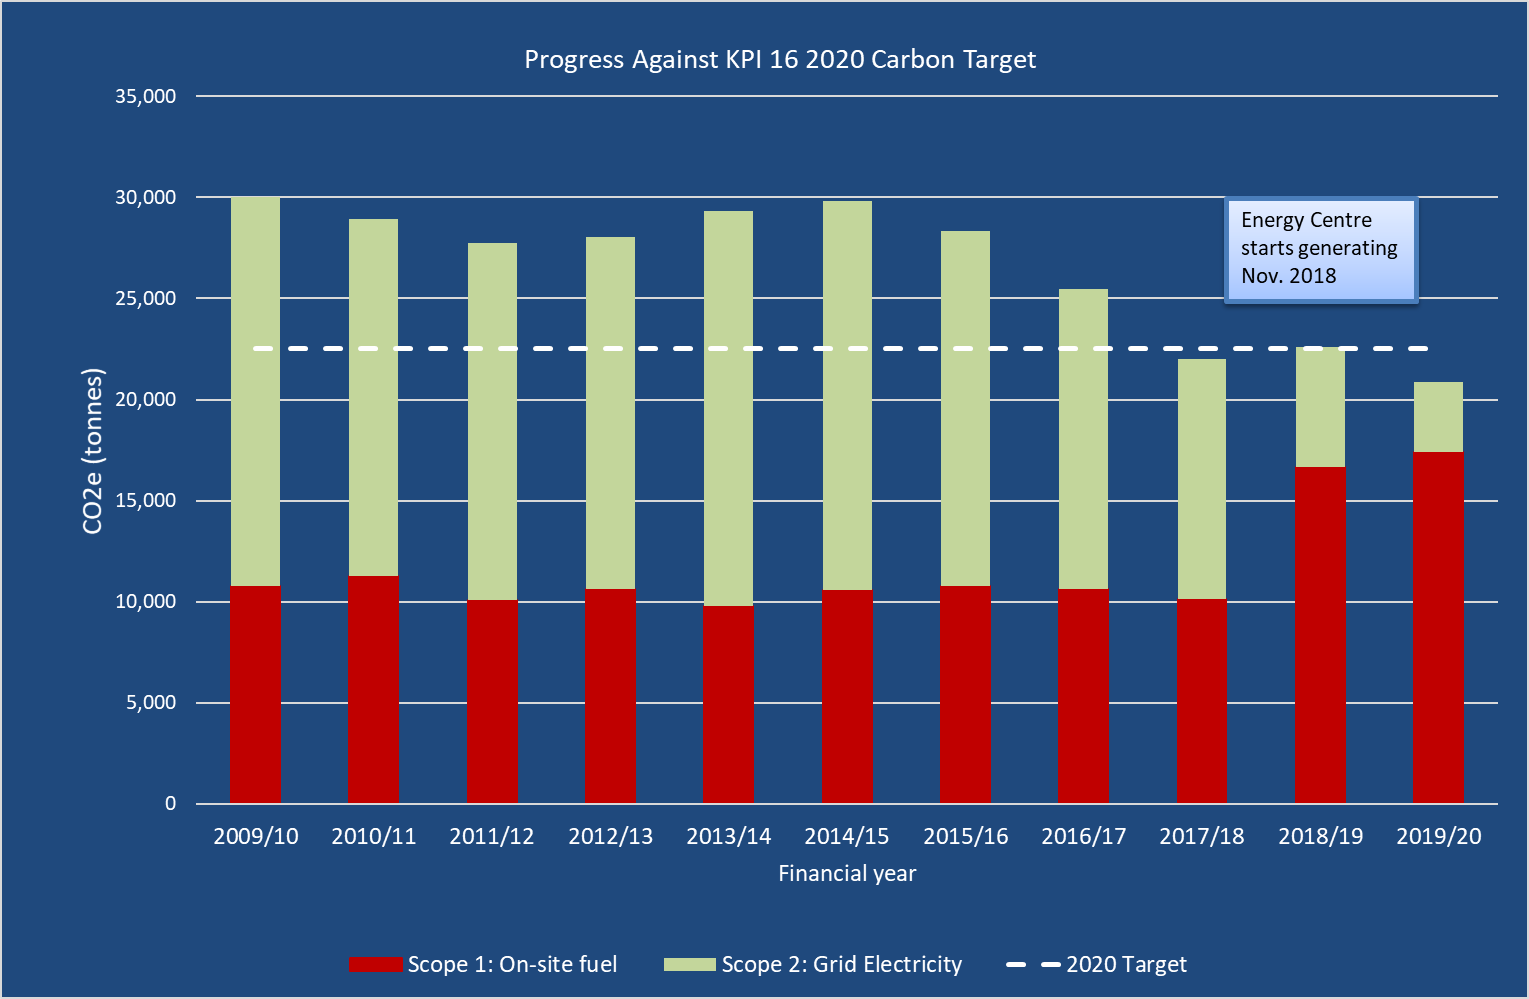 Progress Against KPI 16 2020 Carbon Target
35,000
30,000
25,000
20,000
15,000
10,000
5,000
0
CO2e (tonnes)
Energy Centre
starts generating
Nov. 2018
2009/10 2010/11 2011/12 2012/13 2013/14 2014/15 2015/16 2016/17 2017/18 2018/19 2019/20
Financial year
Scope 1: On-site fuel Scope 2: Grid Electricity 2020 Target